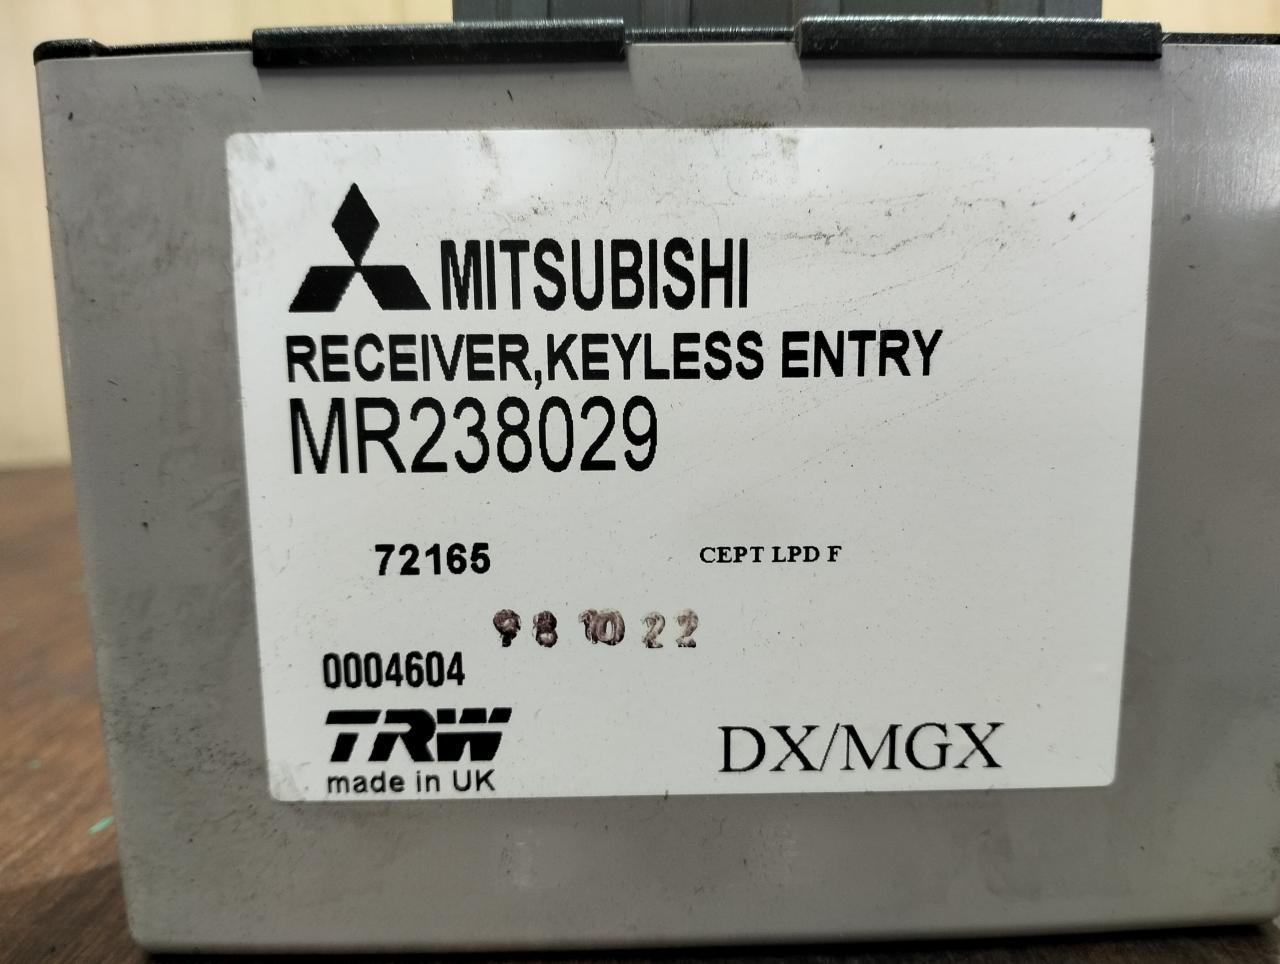 MITSUBISHI
RECEIVER,KEYLESS ENTRY
MR238029
72165
CEPT LPD F
98 10 22
0004604
TRW
made in UK
DX/MGX